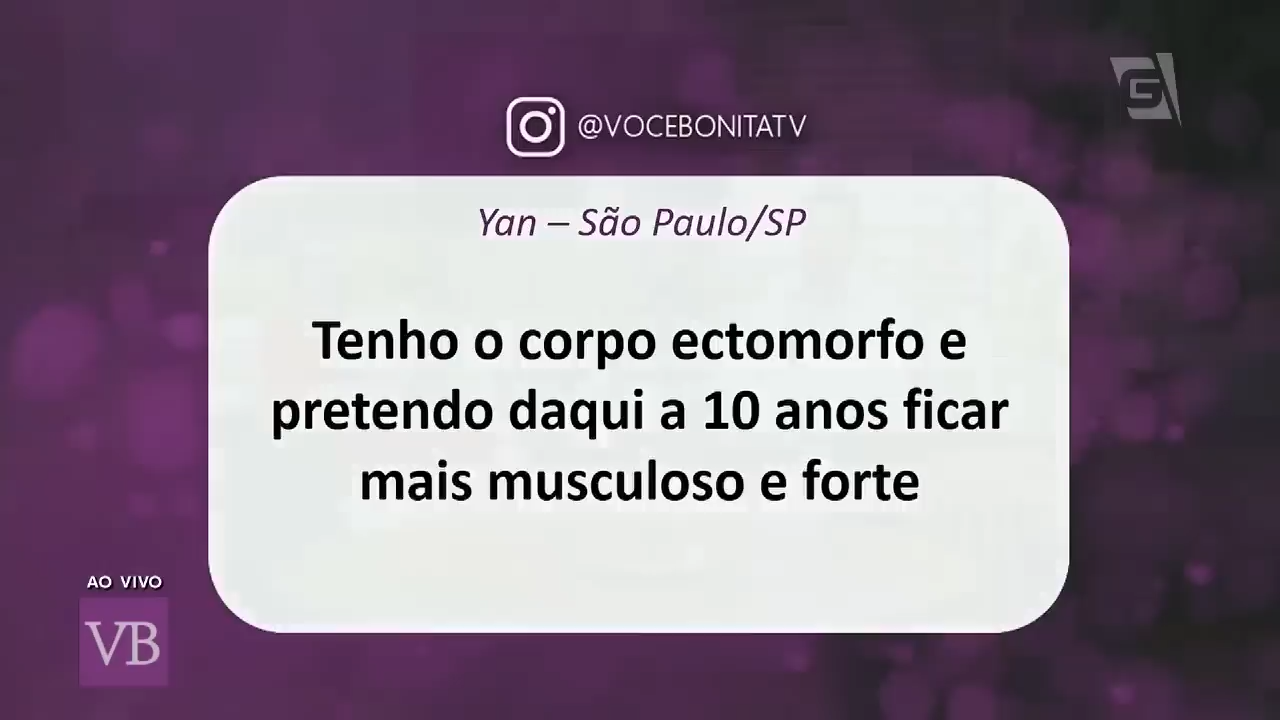 @VOCEBONITATV
Yan – São Paulo/SP
Tenho o corpo ectomorfo e
pretendo daqui a 10 anos ficar
mais musculoso e forte
AO VIVO
VB